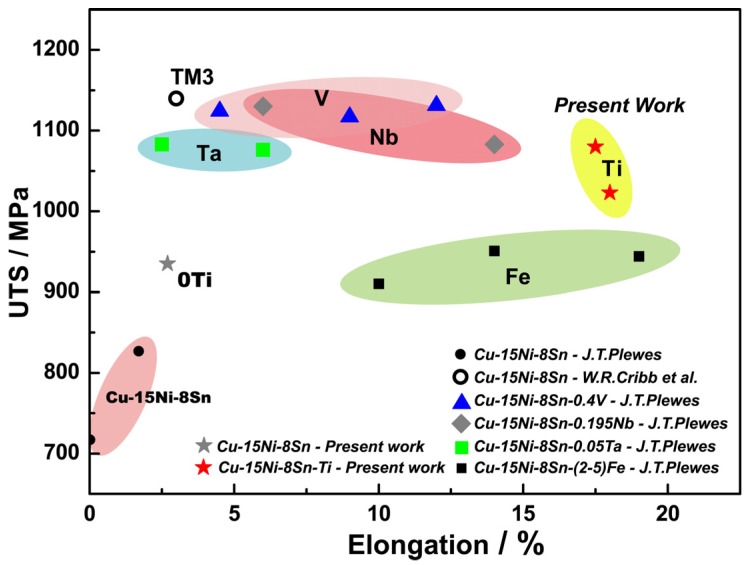 1200
1100
1000
900
800
700
UTS / MPa
TM3
V
Nb
Ta
Present Work
Ti
0Ti
Fe
Cu-15Ni-8Sn
Cu-15Ni-8Sn - J.T.Plewes
Cu-15Ni-8Sn - W.R.Cribb et al.
Cu-15Ni-8Sn-0.4V - J.T.Plewes
Cu-15Ni-8Sn-0.195Nb - J.T.Plewes
Cu-15Ni-8Sn-0.05Ta - J.T.Plewes
Cu-15Ni-8Sn-(2-5)Fe - J.T.Plewes
Cu-15Ni-8Sn - Present work
Cu-15Ni-8Sn-Ti - Present work
0 5 10 15 20
Elongation / %